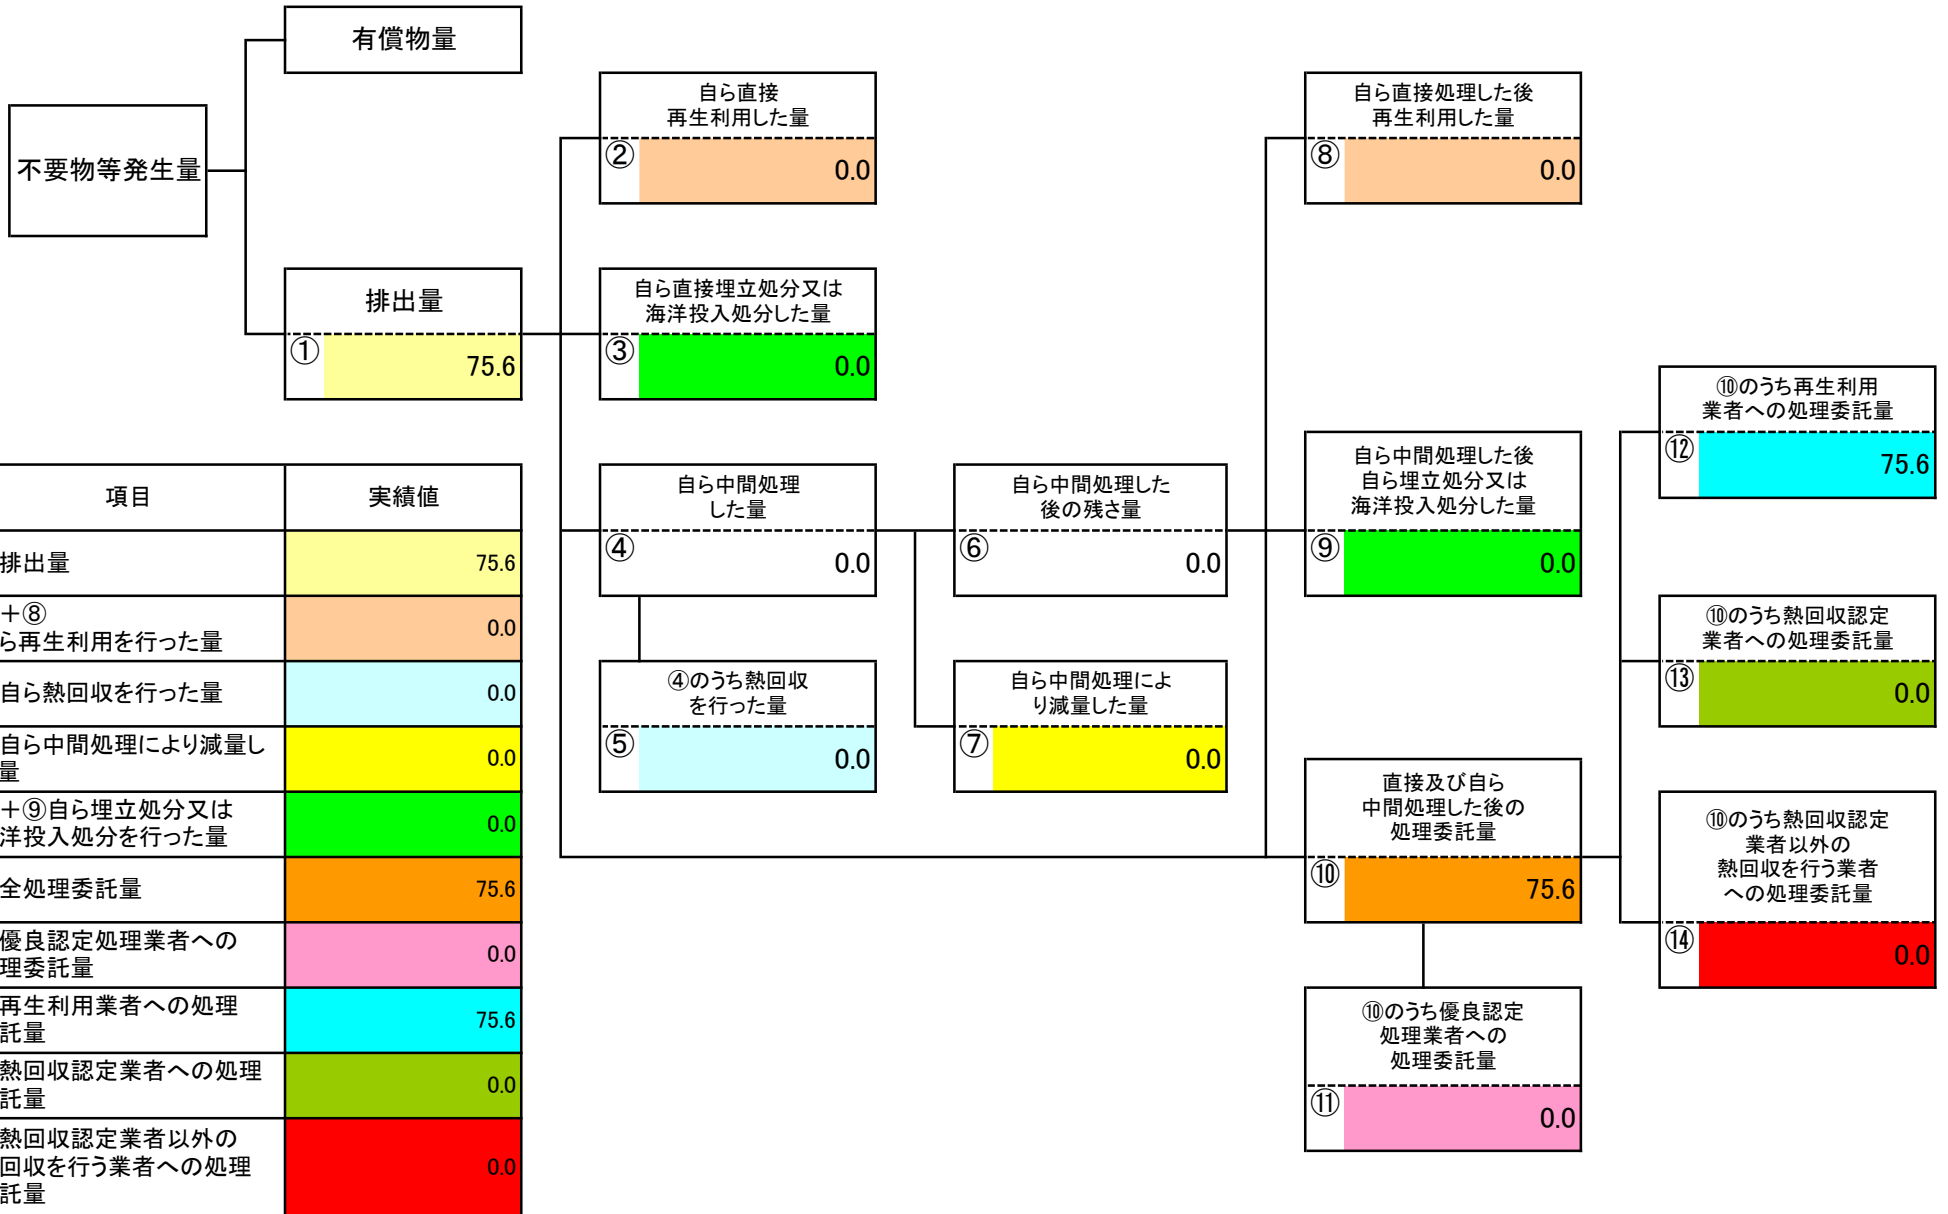 有償物量
不要物等発生量
排出量
①
75.6
自ら直接
再生利用した量
②
0.0
自ら直接埋立処分又は
海洋投入処分した量
③
0.0
自ら中間処理
した量
④
0.0
④のうち熱回収
を行った量
⑤
0.0
自ら中間処理した
後の残さ量
⑥
0.0
自ら中間処理によ
り減量した量
⑦
0.0
自ら直接処理した後
再生利用した量
⑧
0.0
自ら中間処理した後
自ら埋立処分又は
海洋投入処分した量
⑨
0.0
直接及び自ら
中間処理した後の
処理委託量
⑩
75.6
⑩のうち優良認定
処理業者への
処理委託量
⑪
0.0
⑩のうち再生利用
業者への処理委託量
⑫
75.6
⑩のうち熱回収認定
業者への処理委託量
⑬
0.0
⑩のうち熱回収認定
業者以外の
熱回収を行う業者
への処理委託量
⑭
0.0
項目 実績値
排出量 75.6
＋⑧
ら再生利用を行った量 0.0
自ら熱回収を行った量 0.0
自ら中間処理により減量し
量 0.0
＋⑨自ら埋立処分又は
洋投入処分を行った量 0.0
全処理委託量 75.6
優良認定処理業者への
理委託量 0.0
再生利用業者への処理
託量 75.6
熱回収認定業者への処理
託量 0.0
熱回収認定業者以外の
回収を行う業者への処理
託量 0.0